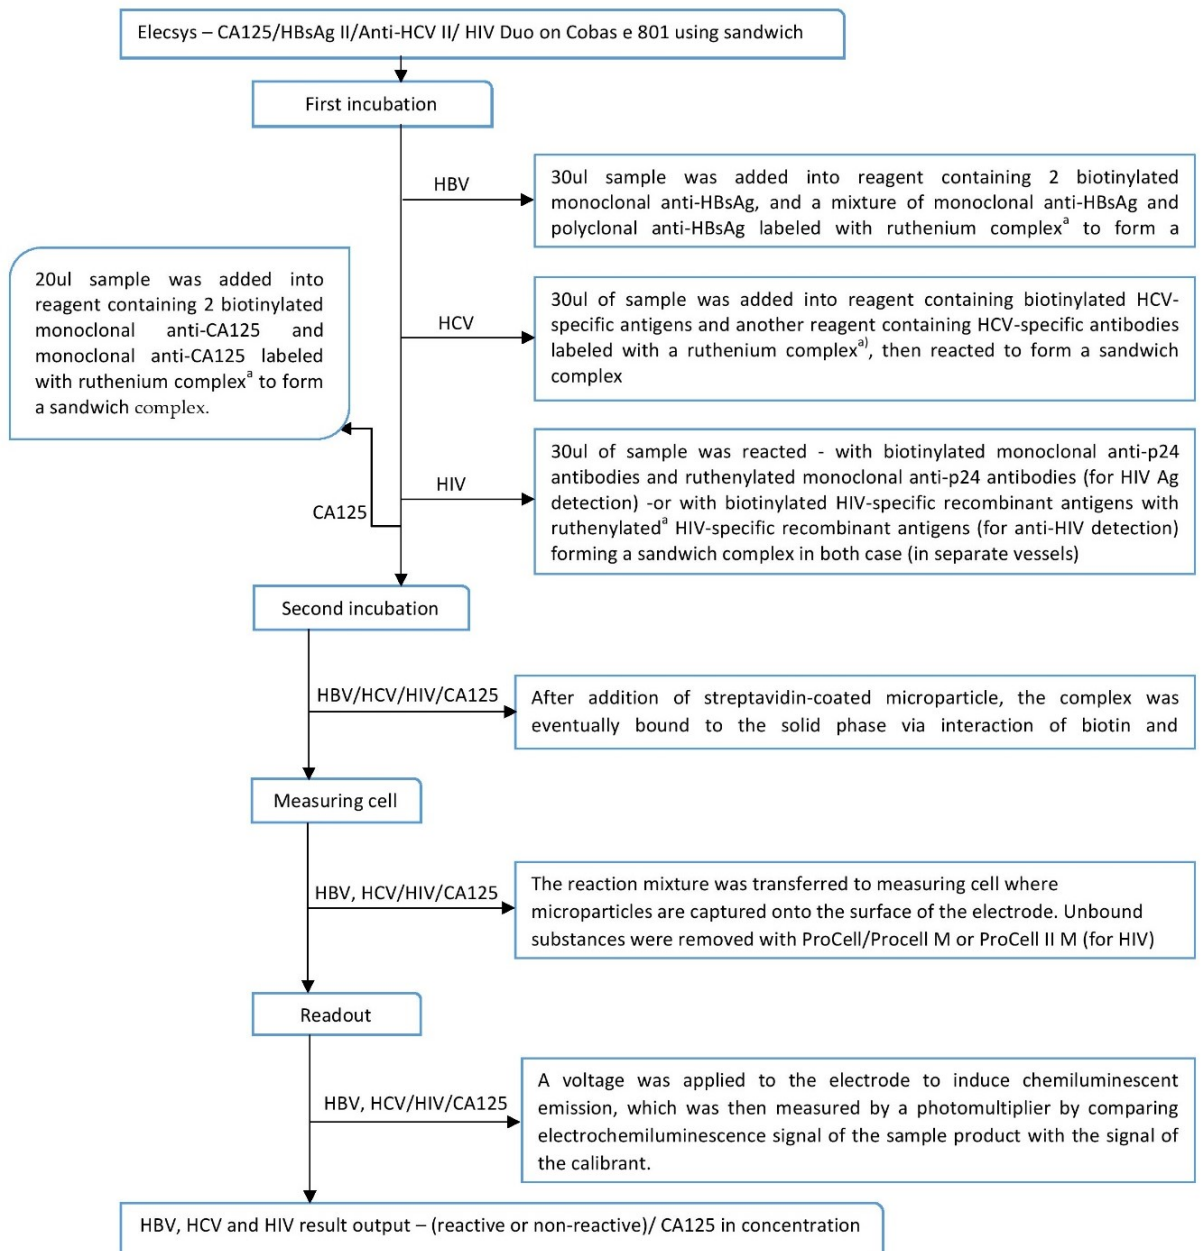 Elecsys – CA125/HBsAg II/Anti-HCV II/ HIV Duo on Cobas e 801 using sandwich
First incubation
HBV
30ul sample was added into reagent containing 2 biotinylated
monoclonal anti-HBsAg, and a mixture of monoclonal anti-HBsAg and
polyclonal anti-HBsAg labeled with ruthenium complexᵃ to form a
20ul sample was added into
reagent containing 2 biotinylated
monoclonal anti-CA125 and
monoclonal anti-CA125 labeled
with ruthenium complexᵃ to form
a sandwich complex.
HCV
30ul of sample was added into reagent containing biotinylated HCV-
specific antigens and another reagent containing HCV-specific antibodies
labeled with a ruthenium complexᵃ⁾, then reacted to form a sandwich
complex
HIV
30ul of sample was reacted - with biotinylated monoclonal anti-p24
antibodies and ruthenylated monoclonal anti-p24 antibodies (for HIV Ag
detection) -or with biotinylated HIV-specific recombinant antigens with
ruthenylatedᵃ HIV-specific recombinant antigens (for anti-HIV detection)
forming a sandwich complex in both case (in separate vessels)
CA125
Second incubation
HBV/HCV/HIV/CA125
After addition of streptavidin-coated microparticle, the complex was
eventually bound to the solid phase via interaction of biotin and
Measuring cell
HBV, HCV/HIV/CA125
The reaction mixture was transferred to measuring cell where
microparticles are captured onto the surface of the electrode. Unbound
substances were removed with ProCell/Procell M or ProCell II M (for HIV)
Readout
HBV, HCV/HIV/CA125
A voltage was applied to the electrode to induce chemiluminescent
emission, which was then measured by a photomultiplier by comparing
electrochemiluminescence signal of the sample product with the signal of
the calibrant.
HBV, HCV and HIV result output – (reactive or non-reactive)/ CA125 in concentration